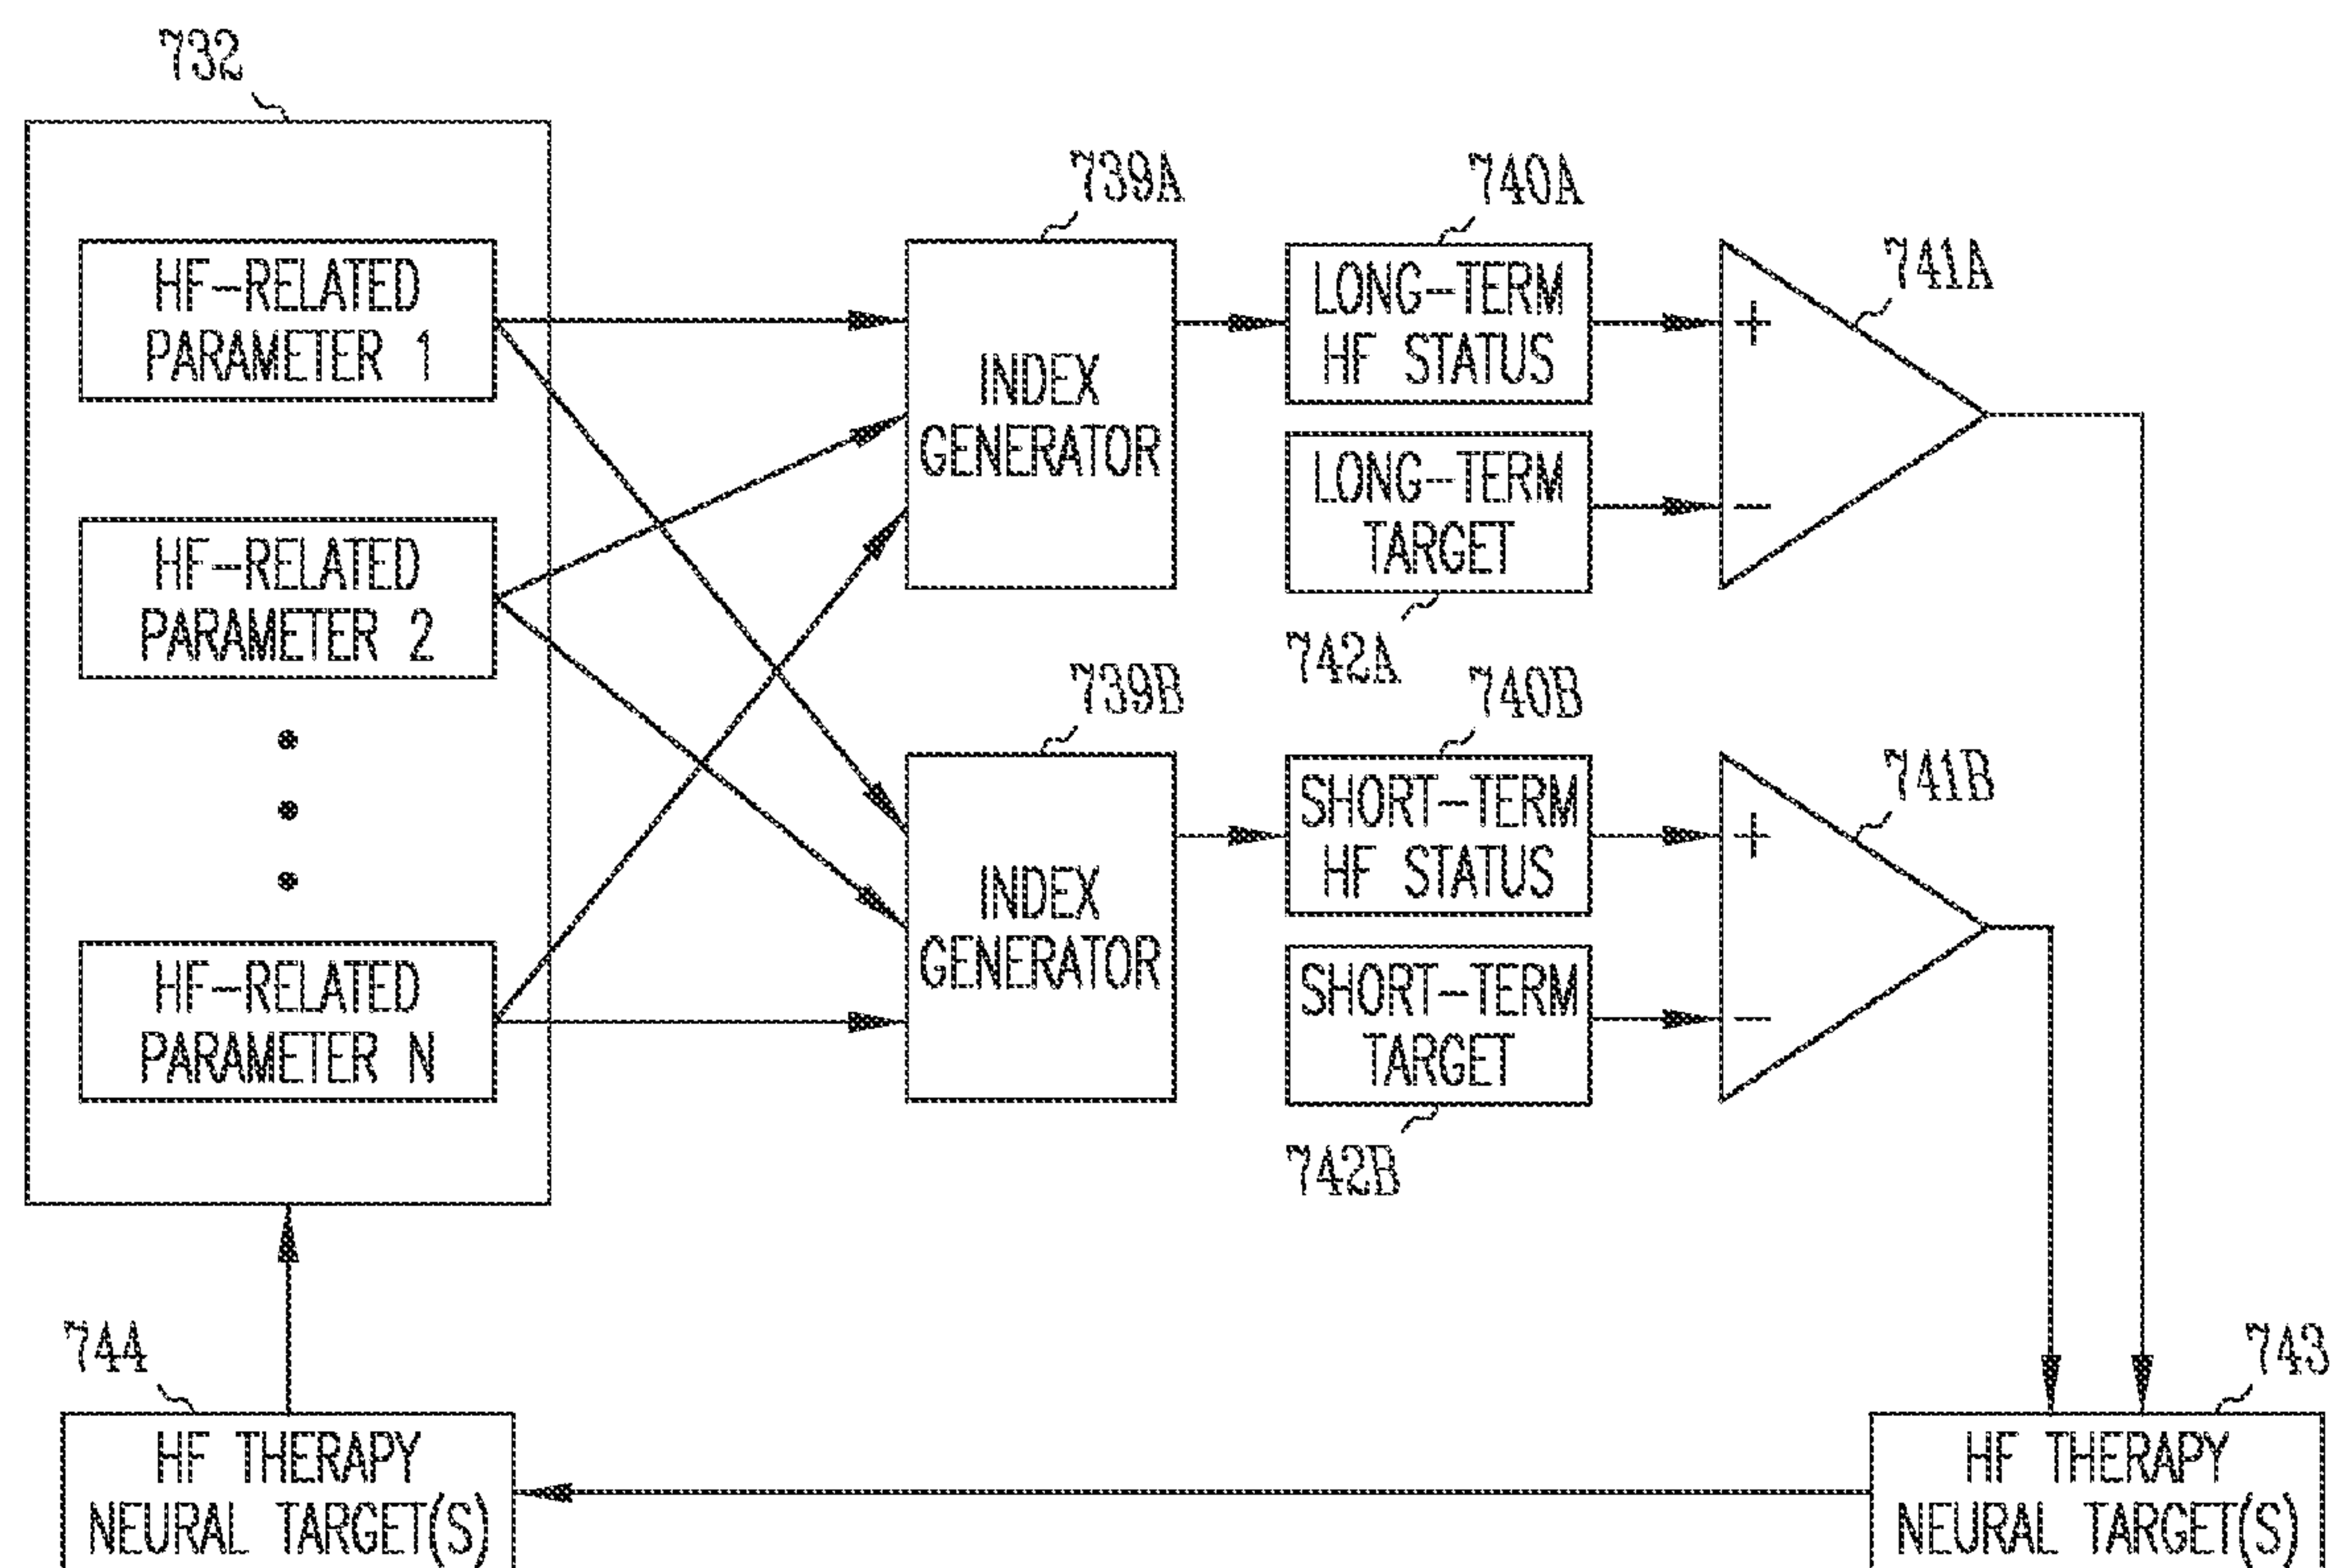 732
HF-RELATED
PARAMETER 1
HF-RELATED
PARAMETER 2
HF-RELATED
PARAMETER N
739A
INDEX
GENERATOR
739B
INDEX
GENERATOR
740A
LONG-TERM
HF STATUS
LONG-TERM
TARGET
742A
740B
SHORT-TERM
HF STATUS
SHORT-TERM
TARGET
742B
741A
+
−
741B
+
−
744
HF THERAPY
NEURAL TARGET(S)
743
HF THERAPY
NEURAL TARGET(S)